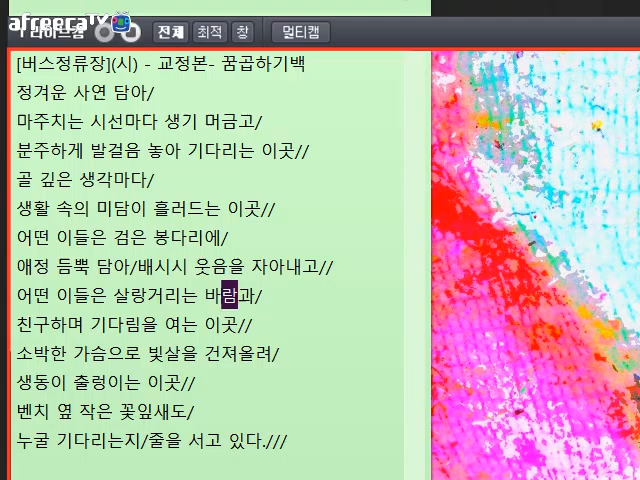 afreecaTV
라이브캠 전체 최적 창 멀티캠
[버스정류장](시) - 교정본- 꿈곱하기백
정겨운 사연 담아/
마주치는 시선마다 생기 머금고/
분주하게 발걸음 놓아 기다리는 이곳//
골 깊은 생각마다/
생활 속의 미담이 흘러드는 이곳//
어떤 이들은 검은 봉다리에/
애정 듬뿍 담아/배시시 웃음을 자아내고//
어떤 이들은 살랑거리는 바람과/
친구하며 기다림을 여는 이곳//
소박한 가슴으로 빛살을 건져올려/
생동이 출렁이는 이곳//
벤치 옆 작은 꽃잎새도/
누굴 기다리는지/줄을 서고 있다.///